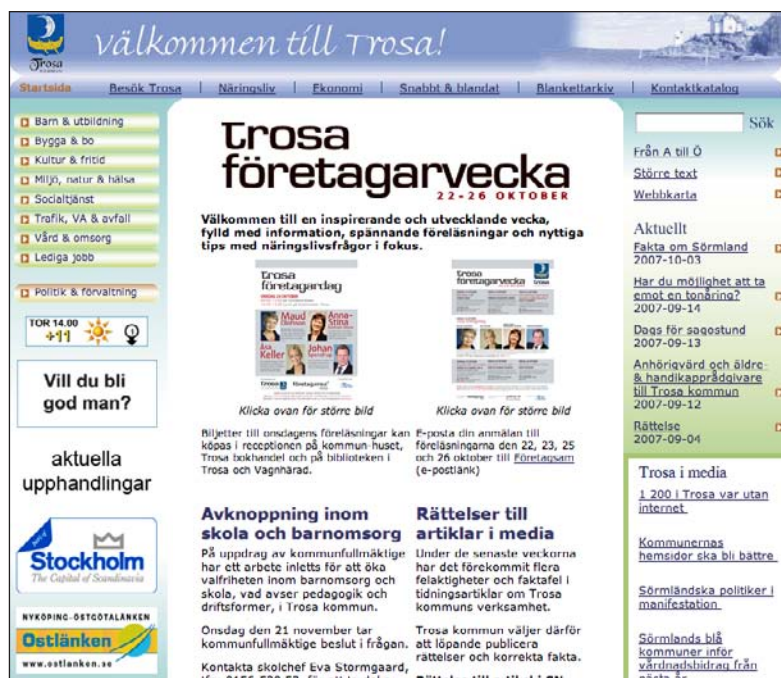 välkommen till Trosa!
Trosa
Startsida | Besök Trosa | Näringsliv | Ekonomi | Snabbt & blandat | Blankettarkiv | Kontaktkatalog
Barn & utbildning
Bygga & bo
Kultur & fritid
Miljö, natur & hälsa
Socialtjänst
Trafik, VA & avfall
Vård & omsorg
Lediga jobb
Politik & förvaltning
TOR 14.00
+11
Vill du bli
god man?
aktuella
upphandlingar
Stockholm
The Capital of Scandinavia
NYKÖPING-ÖSTGÖTALÄNKEN
Ostlänken
www.ostlanken.se
Trosa
företagarvecka
22-26 OKTOBER
Välkommen till en inspirerande och utvecklande vecka,
fylld med information, spännande föreläsningar och nyttiga
tips med näringslivsfrågor i fokus.
Trosa
företagardag
Maud
Olofsson
Anna-
Stina
Åsa
Keller
Johan
Trosa
företagarvecka
Klicka ovan för större bild
Klicka ovan för större bild
Biljetter till onsdagens föreläsningar kan
köpas i receptionen på kommun-huset,
Trosa bokhandel och på biblioteken i
Trosa och Vagnhärad.
E-posta din anmälan till
föreläsningarna den 22, 23, 25
och 26 oktober till Företagsam
(e-postlänk)
Avknoppning inom
skola och barnomsorg
På uppdrag av kommunfullmäktige
har ett arbete inletts för att öka
valfriheten inom barnomsorg och
skola, vad avser pedagogik och
driftsformer, i Trosa kommun.
Onsdag den 21 november tar
kommunfullmäktige beslut i frågan.
Kontakta skolchef Eva Stormgaard,
Rättelser till
artiklar i media
Under de senaste veckorna
har det förekommit flera
felaktigheter och faktafel i
tidningsartiklar om Trosa
kommuns verksamhet.
Trosa kommun väljer därför
att löpande publicera
rättelser och korrekta fakta.
Sök
Från A till Ö
Större text
Webbkarta
Aktuellt
Fakta om Sörmland
2007-10-03
Har du möjlighet att ta
emot en tonåring?
2007-09-14
Dags för sagostund
2007-09-13
Anhörigvård och äldre-
& handikapprådgivare
till Trosa kommun
2007-09-12
Rättelse
2007-09-04
Trosa i media
1 200 i Trosa var utan
internet
Kommunernas
hemsidor ska bli bättre
Sörmländska politiker i
manifestation
Sörmlands blå
kommuner inför
vårdnadsbidrag från